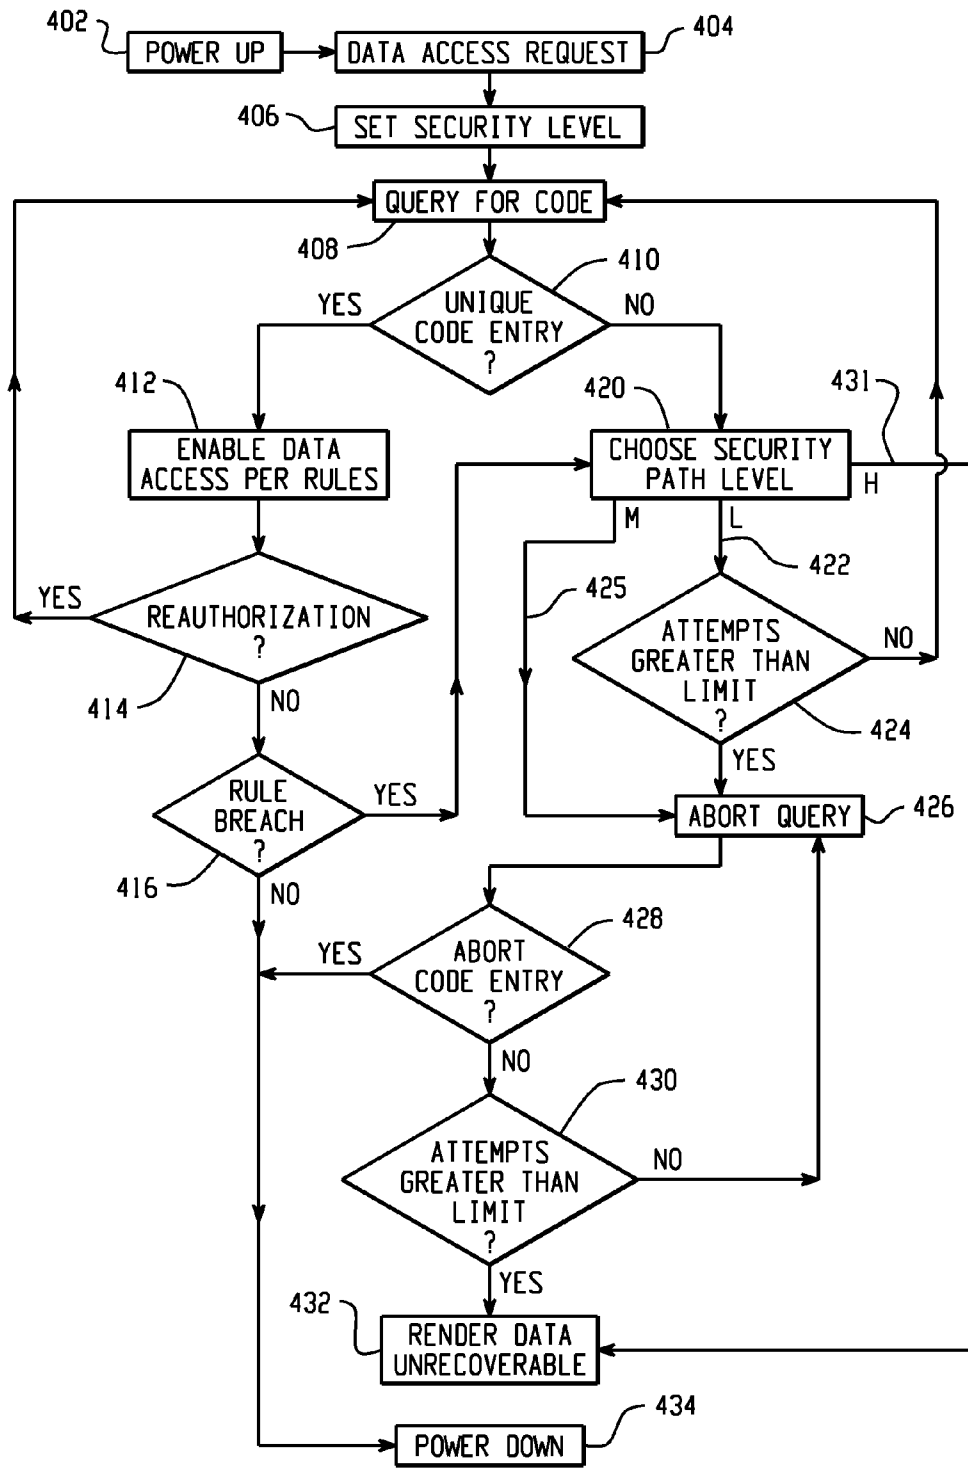 402
POWER UP
DATA ACCESS REQUEST
404
406
SET SECURITY LEVEL
QUERY FOR CODE
408
410
YES
UNIQUE
CODE ENTRY
?
NO
412
ENABLE DATA
ACCESS PER RULES
420
431
CHOOSE SECURITY
PATH LEVEL
H
M
L
422
425
YES
REAUTHORIZATION
?
414
NO
ATTEMPTS
GREATER THAN
LIMIT
?
NO
424
YES
RULE
BREACH
?
YES
416
NO
ABORT QUERY
426
428
YES
ABORT
CODE ENTRY
?
NO
430
ATTEMPTS
GREATER THAN
LIMIT
?
NO
YES
432
RENDER DATA
UNRECOVERABLE
434
POWER DOWN